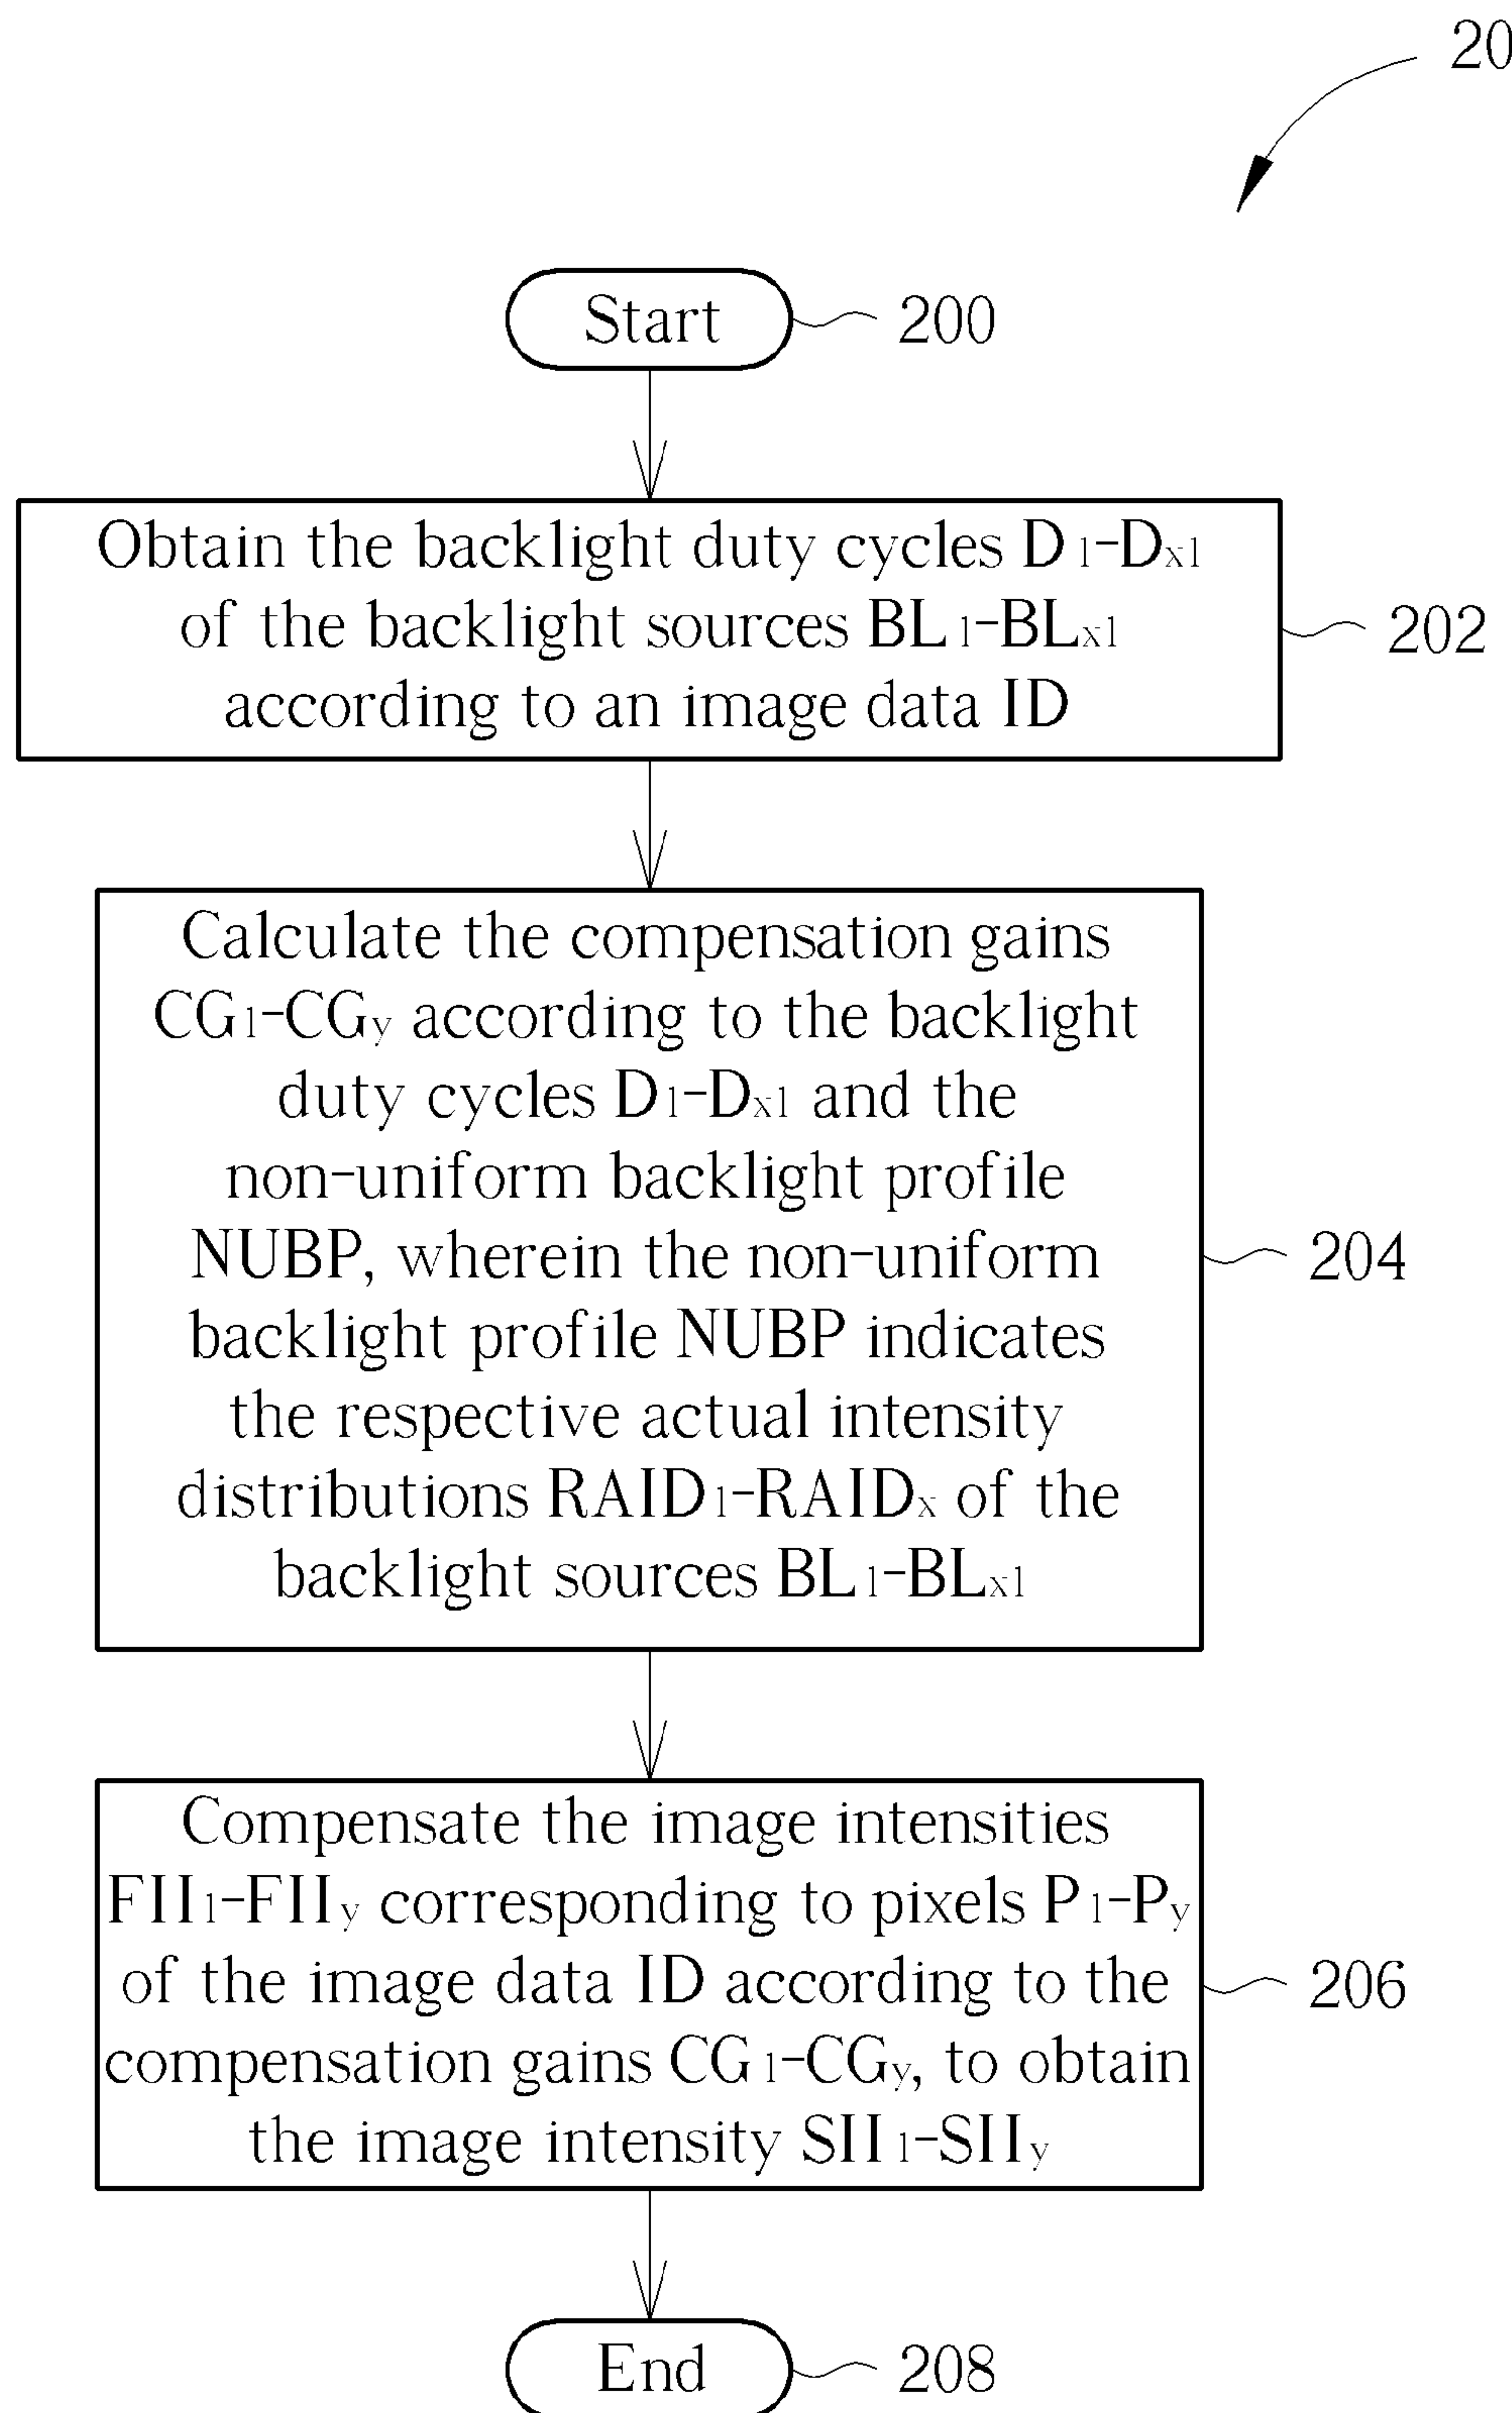 20
Start
200
Obtain the backlight duty cycles D₁-Dₓ₁
of the backlight sources BL₁-BLₓ₁
according to an image data ID
202
Calculate the compensation gains
CG₁-CGy according to the backlight
duty cycles D₁-Dₓ₁ and the
non-uniform backlight profile
NUBP, wherein the non-uniform
backlight profile NUBP indicates
the respective actual intensity
distributions RAID₁-RAIDₓ of the
backlight sources BL₁-BLₓ₁
204
Compensate the image intensities
FII₁-FIIy corresponding to pixels P₁-Py
of the image data ID according to the
compensation gains CG₁-CGy, to obtain
the image intensity SII₁-SIIy
206
End
208